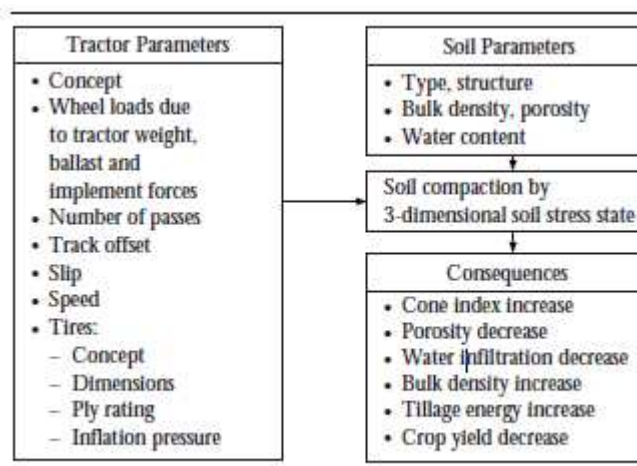 Tractor Parameters
• Concept
• Wheel loads due
to tractor weight,
ballast and
implement forces
• Number of passes
• Track offset
• Slip
• Speed
• Tires:
– Concept
– Dimensions
– Ply rating
– Inflation pressure
Soil Parameters
• Type, structure
• Bulk density, porosity
• Water content
Soil compaction by
3-dimensional soil stress state
Consequences
• Cone index increase
• Porosity decrease
• Water infiltration decrease
• Bulk density increase
• Tillage energy increase
• Crop yield decrease